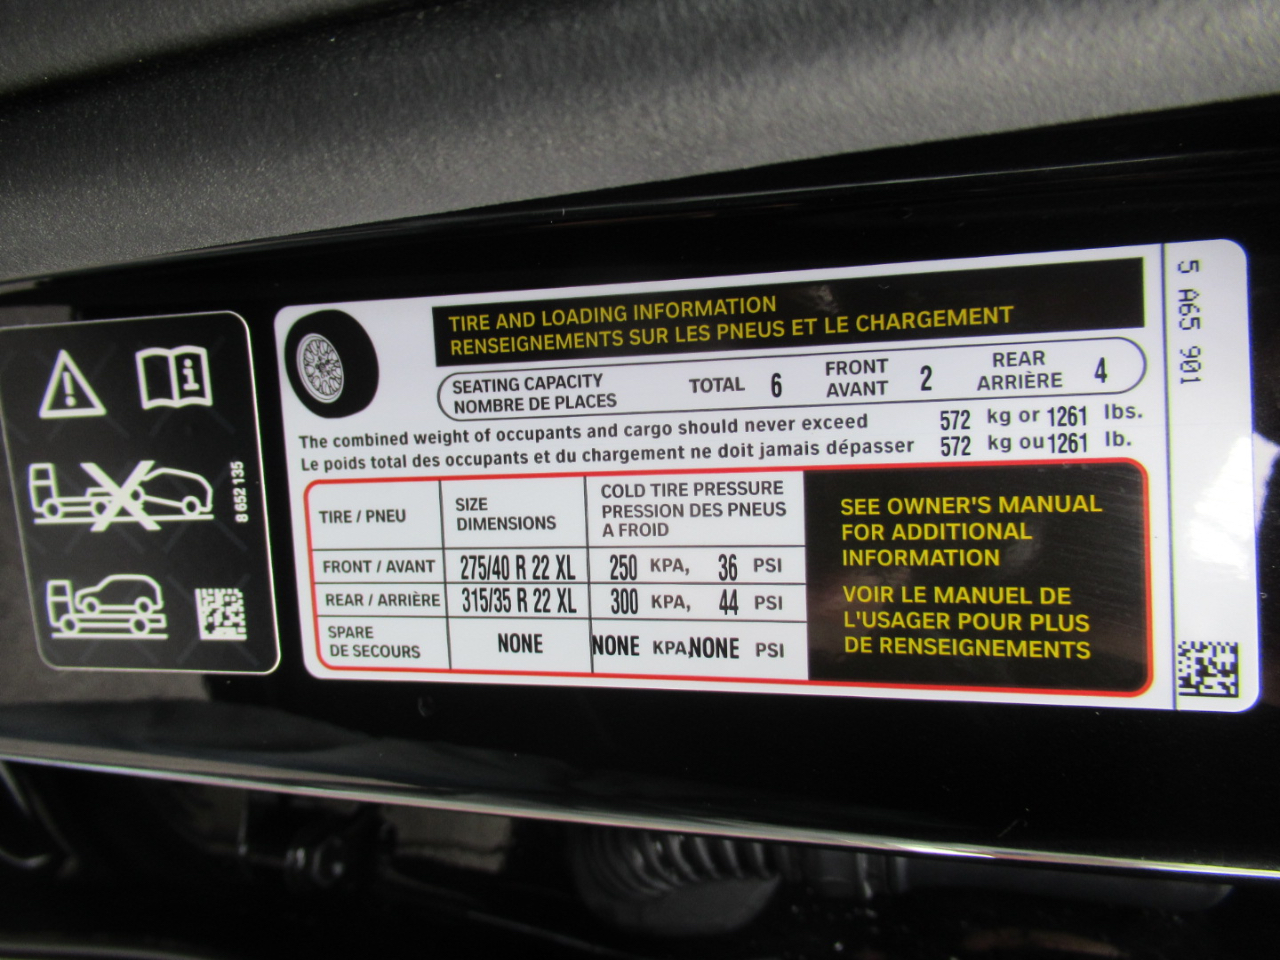 TIRE AND LOADING INFORMATION
RENSEIGNEMENTS SUR LES PNEUS ET LE CHARGEMENT
SEATING CAPACITY
NOMBRE DE PLACES
TOTAL 6
FRONT
AVANT 2
REAR
ARRIÈRE 4
The combined weight of occupants and cargo should never exceed 572 kg or 1261 lbs.
Le poids total des occupants et du chargement ne doit jamais dépasser 572 kg ou 1261 lb.
TIRE / PNEU
SIZE
DIMENSIONS
COLD TIRE PRESSURE
PRESSION DES PNEUS
A FROID
FRONT / AVANT 275/40 R 22 XL 250 KPA, 36 PSI
REAR / ARRIÈRE 315/35 R 22 XL 300 KPA, 44 PSI
SPARE
DE SECOURS NONE NONE KPA, NONE PSI
SEE OWNER'S MANUAL
FOR ADDITIONAL
INFORMATION
VOIR LE MANUEL DE
L'USAGER POUR PLUS
DE RENSEIGNEMENTS
5 A65 901
8 652 135